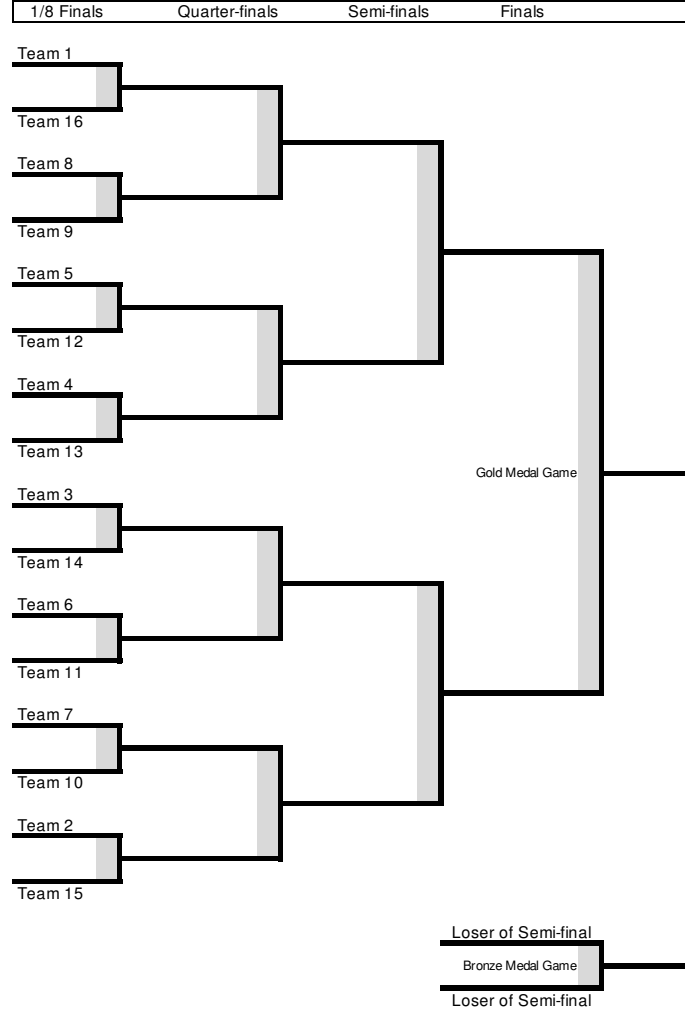 1/8 Finals Quarter-finals Semi-finals Finals
Team 1
Team 16
Team 8
Team 9
Team 5
Team 12
Team 4
Team 13
Gold Medal Game
Team 3
Team 14
Team 6
Team 11
Team 7
Team 10
Team 2
Team 15
Loser of Semi-final
Bronze Medal Game
Loser of Semi-final